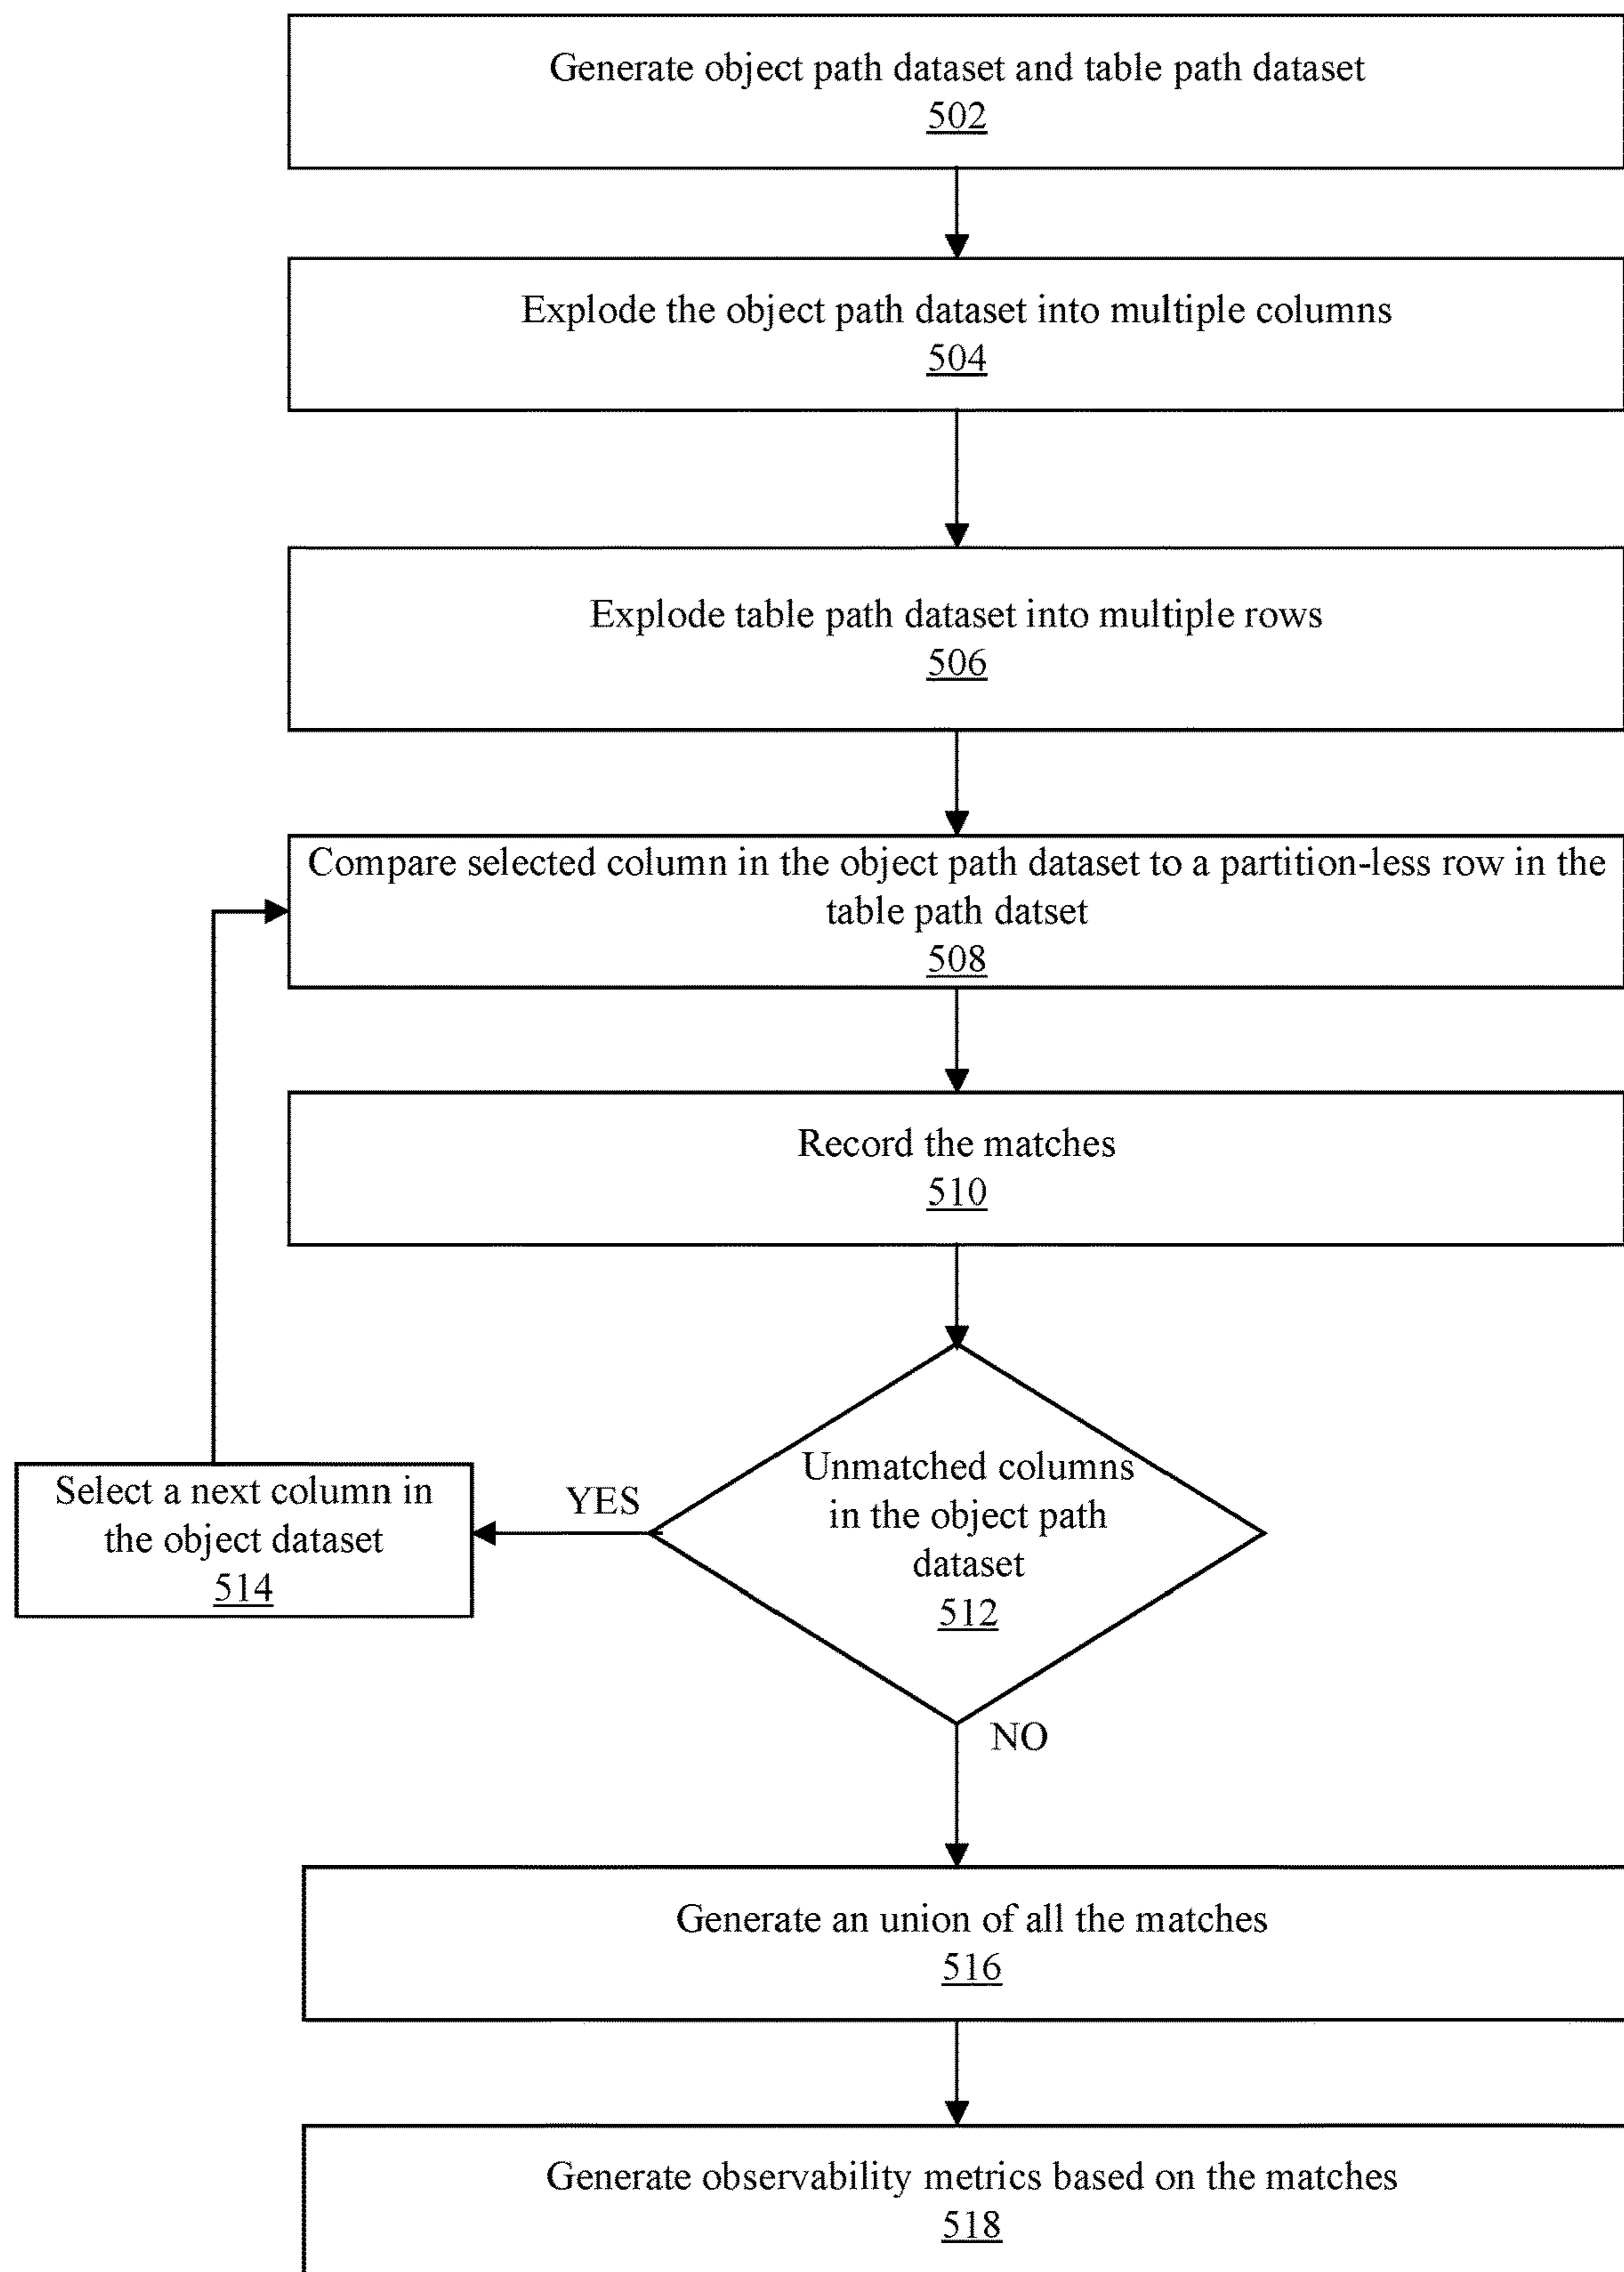 Generate object path dataset and table path dataset
502
Explode the object path dataset into multiple columns
504
Explode table path dataset into multiple rows
506
Compare selected column in the object path dataset to a partition-less row in the
table path datset
508
Record the matches
510
Unmatched columns
in the object path
dataset
512
YES
Select a next column in
the object dataset
514
NO
Generate an union of all the matches
516
Generate observability metrics based on the matches
518